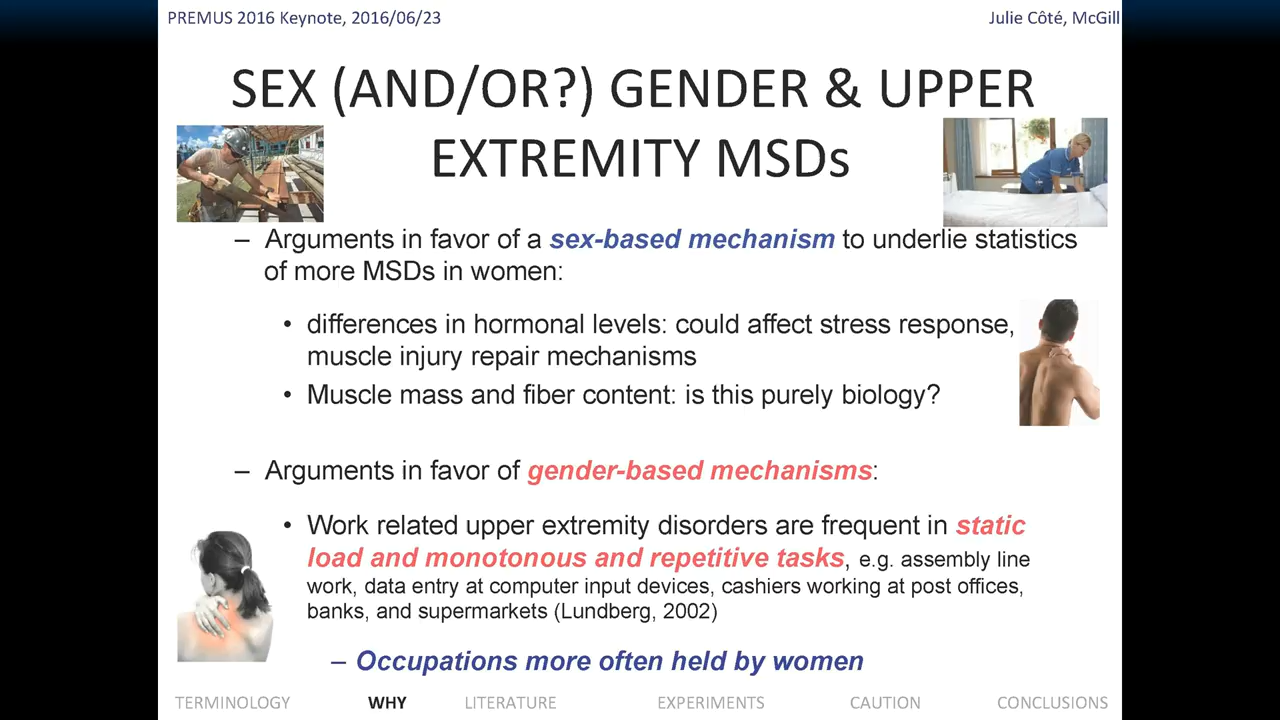 PREMUS 2016 Keynote, 2016/06/23
Julie Côté, McGill
SEX (AND/OR?) GENDER & UPPER
EXTREMITY MSDs
– Arguments in favor of a sex-based mechanism to underlie statistics
of more MSDs in women:
• differences in hormonal levels: could affect stress response,
muscle injury repair mechanisms
• Muscle mass and fiber content: is this purely biology?
– Arguments in favor of gender-based mechanisms:
• Work related upper extremity disorders are frequent in static
load and monotonous and repetitive tasks, e.g. assembly line
work, data entry at computer input devices, cashiers working at post offices,
banks, and supermarkets (Lundberg, 2002)
– Occupations more often held by women
TERMINOLOGY WHY LITERATURE EXPERIMENTS CAUTION CONCLUSIONS